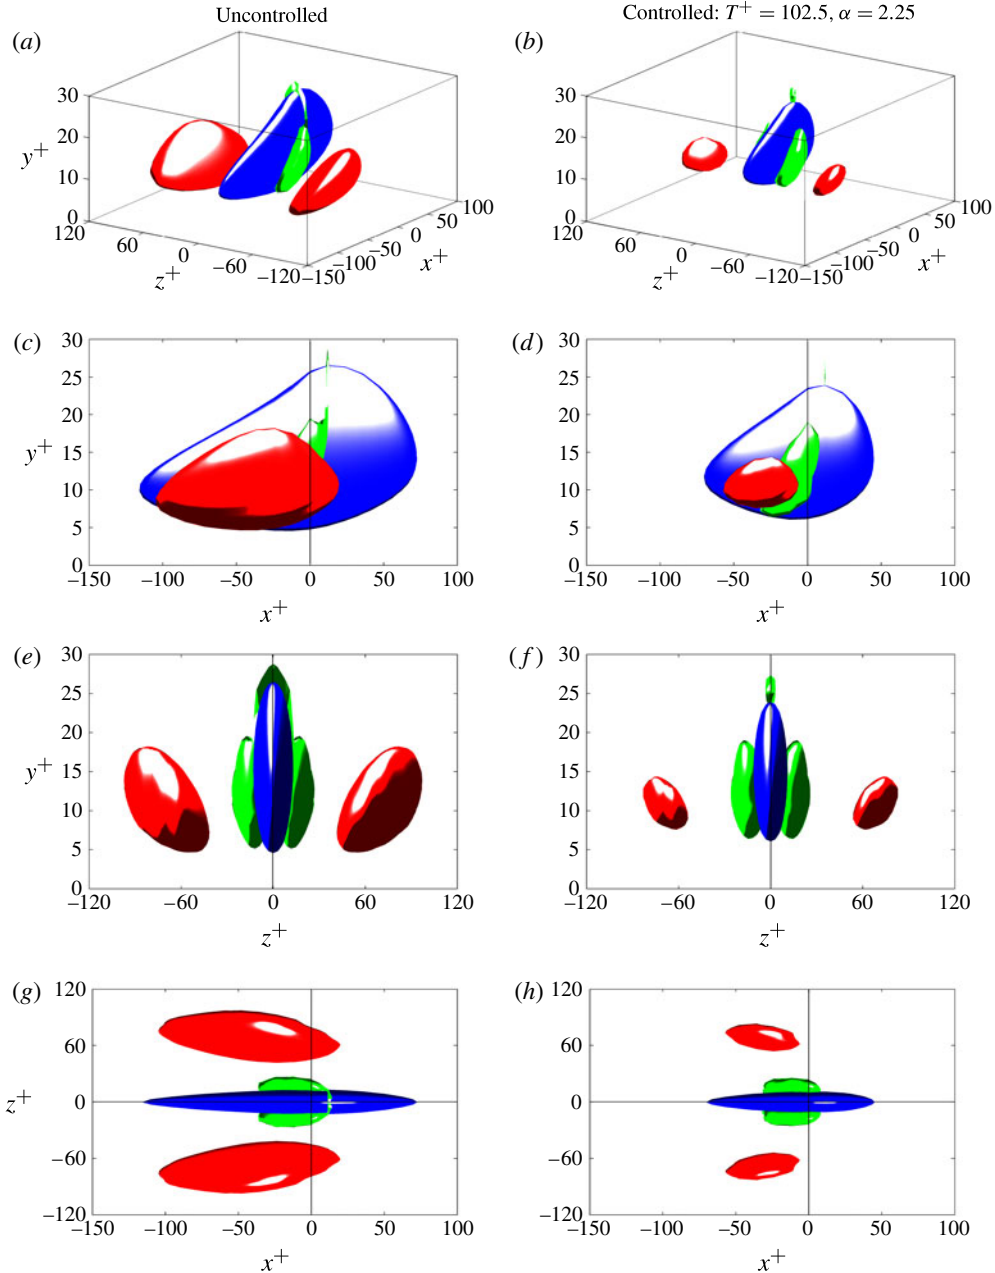 Uncontrolled
Controlled: T⁺ = 102.5, α = 2.25
(a)
30
20
y⁺
10
0
120
60
0
z⁺
−60
−120
−150
−100
−50
0
x⁺
50
100
(b)
30
20
10
0
120
60
0
z⁺
−60
−120
−150
−100
−50
0
x⁺
50
100
(c)
30
25
20
y⁺ 15
10
5
0
−150 −100 −50 0 50 100
x⁺
(d)
30
25
20
15
10
5
0
−150 −100 −50 0 50 100
x⁺
(e)
30
25
20
y⁺ 15
10
5
0
−120 −60 0 60 120
z⁺
(f)
30
25
20
15
10
5
0
−120 −60 0 60 120
z⁺
(g)
120
60
z⁺ 0
−60
−120
−150 −100 −50 0 50 100
x⁺
(h)
120
60
0
−60
−120
−150 −100 −50 0 50 100
x⁺